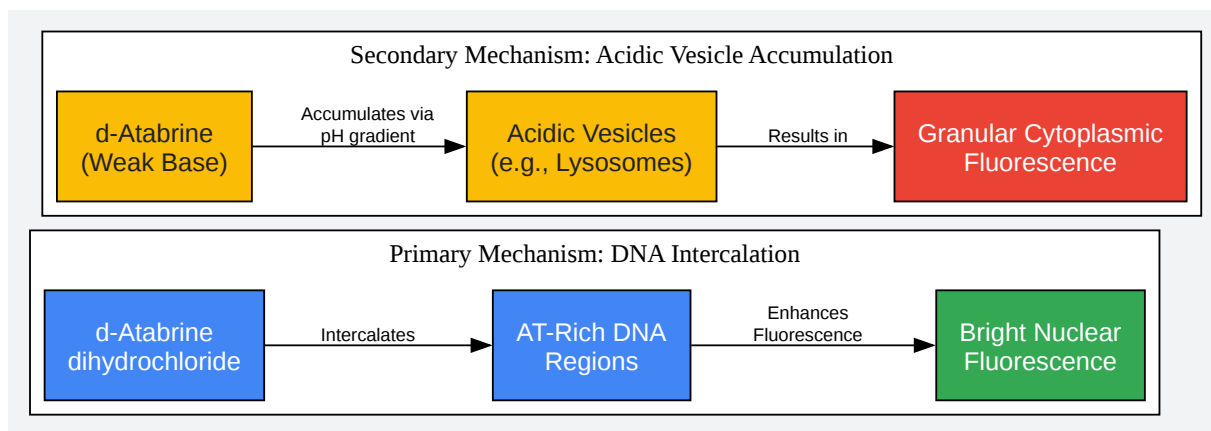 Secondary Mechanism: Acidic Vesicle Accumulation
d-Atabrine
(Weak Base)
Accumulates via
pH gradient
Acidic Vesicles
(e.g., Lysosomes)
Results in
Granular Cytoplasmic
Fluorescence
Primary Mechanism: DNA Intercalation
d-Atabrine
dihydrochloride
Intercalates
AT-Rich DNA
Regions
Enhances
Fluorescence
Bright Nuclear
Fluorescence